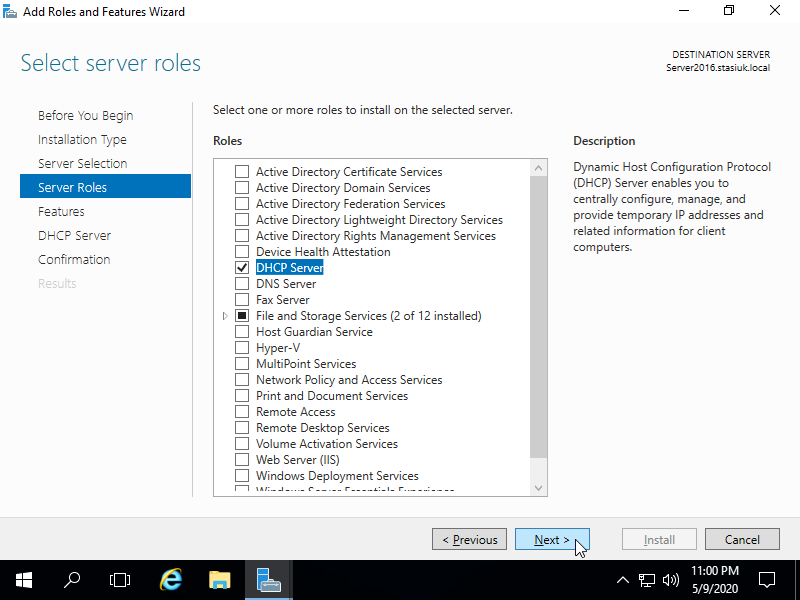 Add Roles and Features Wizard
Select server roles
DESTINATION SERVER
Server2016.stasiuk.local
Before You Begin
Installation Type
Server Selection
Server Roles
Features
DHCP Server
Confirmation
Results
Select one or more roles to install on the selected server.
Roles
Active Directory Certificate Services
Active Directory Domain Services
Active Directory Federation Services
Active Directory Lightweight Directory Services
Active Directory Rights Management Services
Device Health Attestation
DHCP Server
DNS Server
Fax Server
File and Storage Services (2 of 12 installed)
Host Guardian Service
Hyper-V
MultiPoint Services
Network Policy and Access Services
Print and Document Services
Remote Access
Remote Desktop Services
Volume Activation Services
Web Server (IIS)
Windows Deployment Services
Windows Server Essentials Experience
Description
Dynamic Host Configuration Protocol
(DHCP) Server enables you to
centrally configure, manage, and
provide temporary IP addresses and
related information for client
computers.
< Previous
Next >
Install
Cancel
11:00 PM
5/9/2020